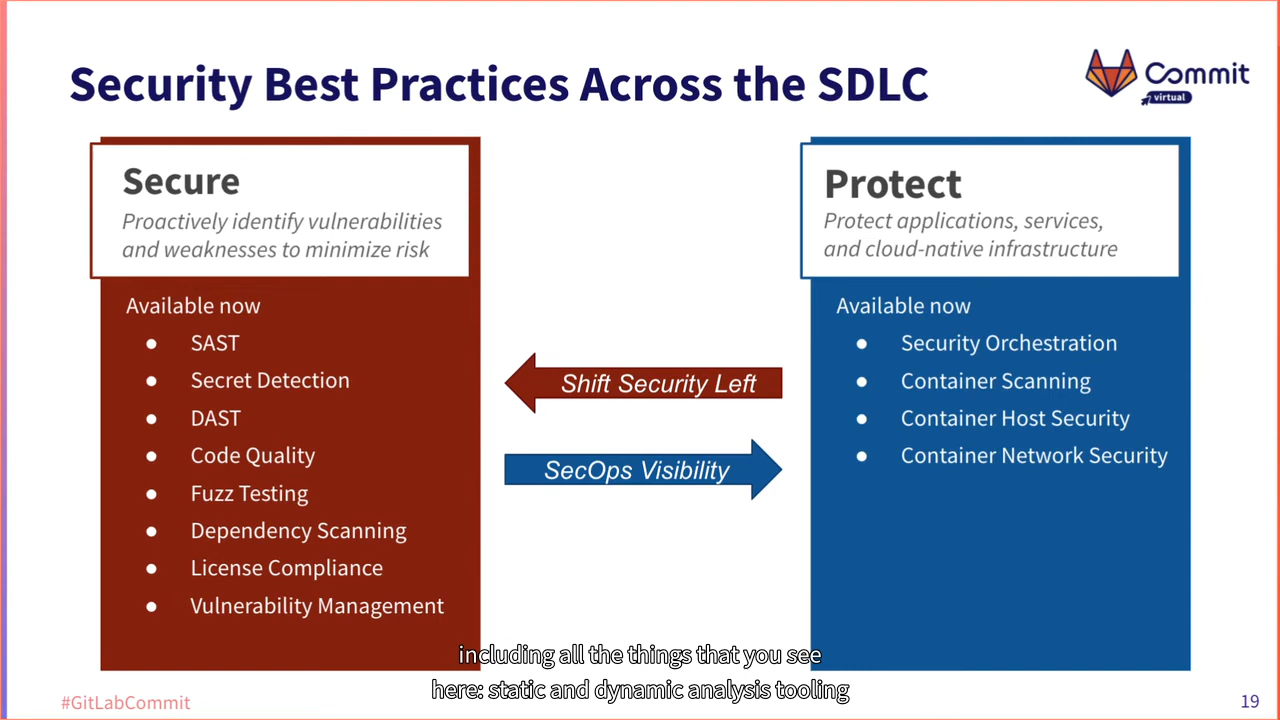 Security Best Practices Across the SDLC
Commit
virtual
Secure
Proactively identify vulnerabilities
and weaknesses to minimize risk
Available now
● SAST
● Secret Detection
● DAST
● Code Quality
● Fuzz Testing
● Dependency Scanning
● License Compliance
● Vulnerability Management
Shift Security Left
SecOps Visibility
Protect
Protect applications, services,
and cloud-native infrastructure
Available now
● Security Orchestration
● Container Scanning
● Container Host Security
● Container Network Security
including all the things that you see
here: static and dynamic analysis tooling
#GitLabCommit
19